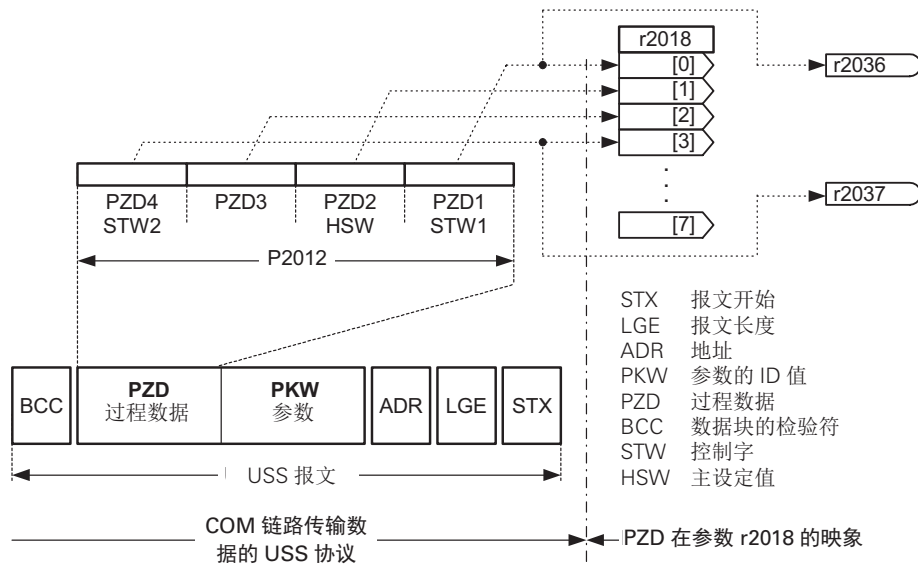 r2018
[0]
r2036
[1]
[2]
[3]
PZD4 PZD3 PZD2 PZD1
STW2 HSW STW1
r2037
[7]
P2012
STX 报文开始
LGE 报文长度
ADR 地址
PKW 参数的 ID 值
PZD 过程数据
BCC 数据块的检验符
STW 控制字
HSW 主设定值
BCC PZD 过程数据 PKW 参数 ADR LGE STX
USS 报文
COM 链路传输数
据的 USS 协议
PZD 在参数 r2018 的映象